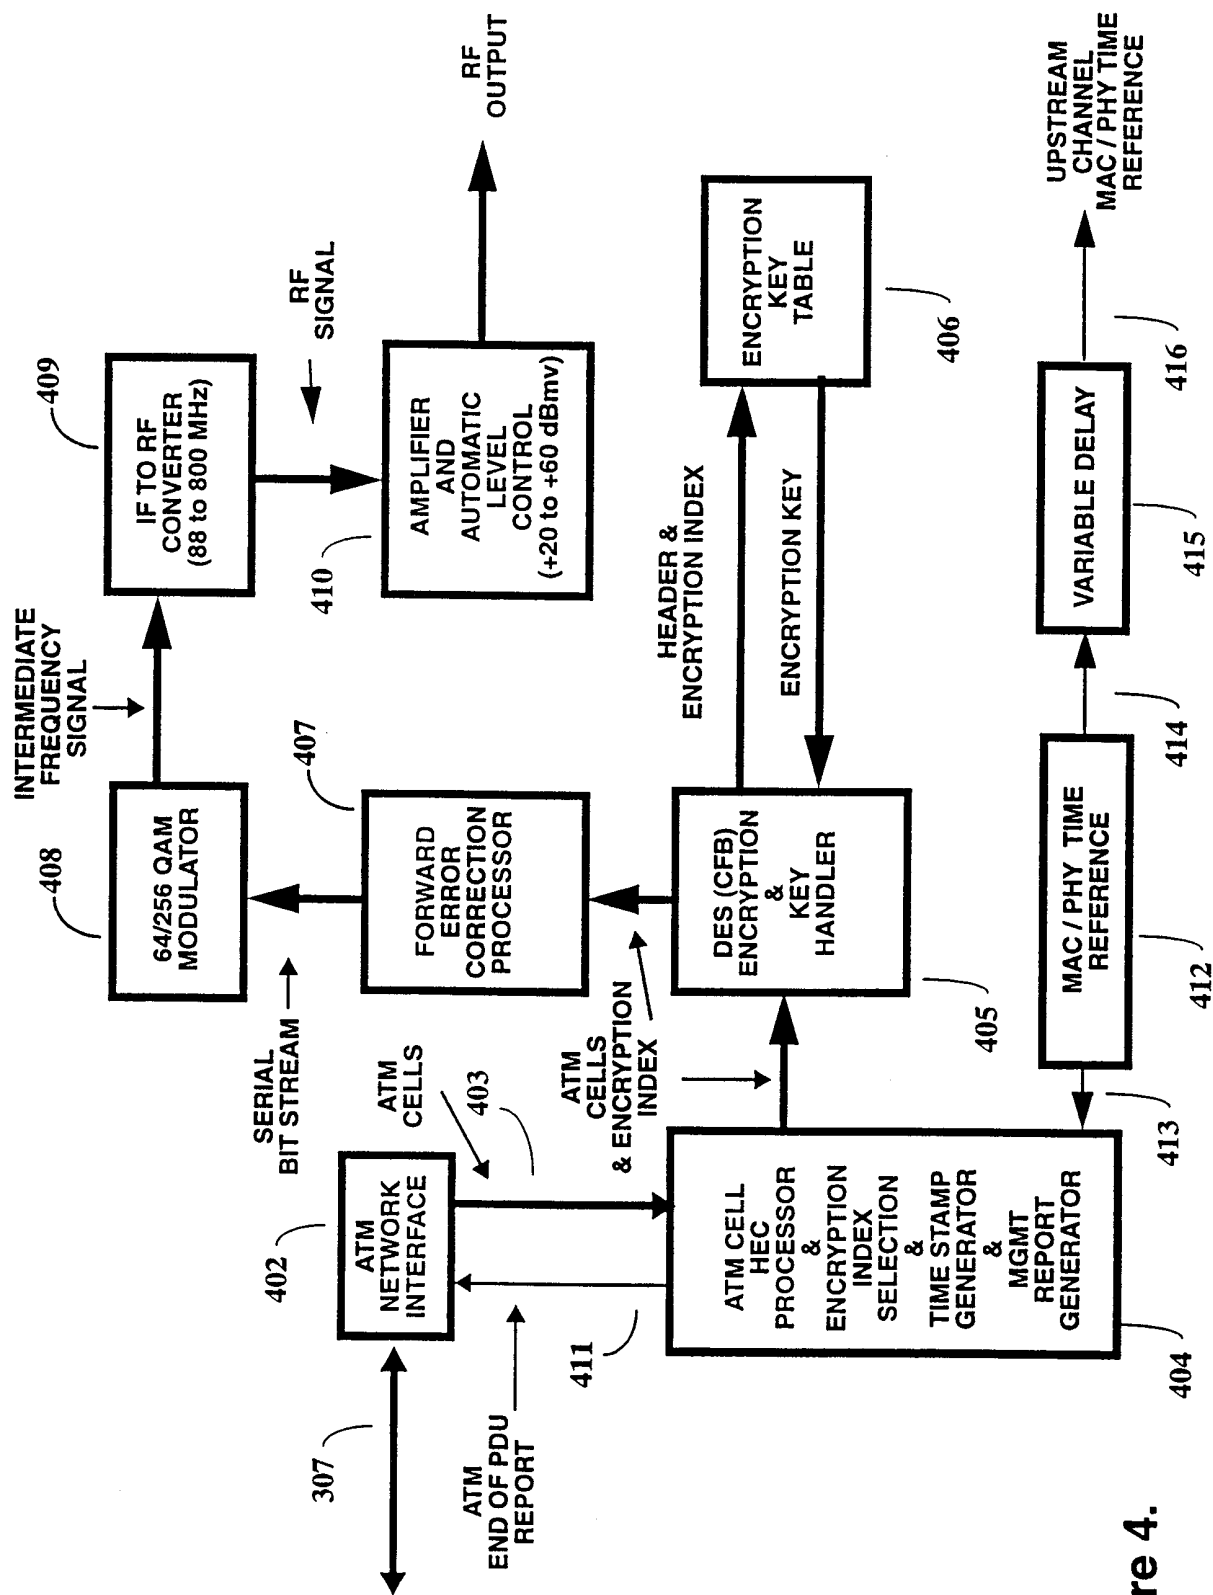 307
402
ATM
NETWORK
INTERFACE
ATM
END OF PDU
REPORT
411
ATM
CELLS
403
404
ATM CELL
HEC
PROCESSOR
&
ENCRYPTION
INDEX
SELECTION
&
TIME STAMP
GENERATOR
&
MGMT
REPORT
GENERATOR
ATM
CELLS
& ENCRYPTION
INDEX
413
SERIAL
BIT STREAM
408
64/256 QAM
MODULATOR
407
FORWARD
ERROR
CORRECTION
PROCESSOR
DES (CFB)
ENCRYPTION
&
KEY
HANDLER
405
MAC / PHY TIME
REFERENCE
412
414
INTERMEDIATE
FREQUENCY
SIGNAL
409
IF TO RF
CONVERTER
(88 to 800 MHz)
RF
SIGNAL
410
AMPLIFIER
AND
AUTOMATIC
LEVEL
CONTROL
(+20 to +60 dBmv)
RF
OUTPUT
HEADER &
ENCRYPTION INDEX
ENCRYPTION KEY
ENCRYPTION
KEY
TABLE
406
VARIABLE DELAY
415
416
UPSTREAM
CHANNEL
MAC / PHY TIME
REFERENCE
re 4.